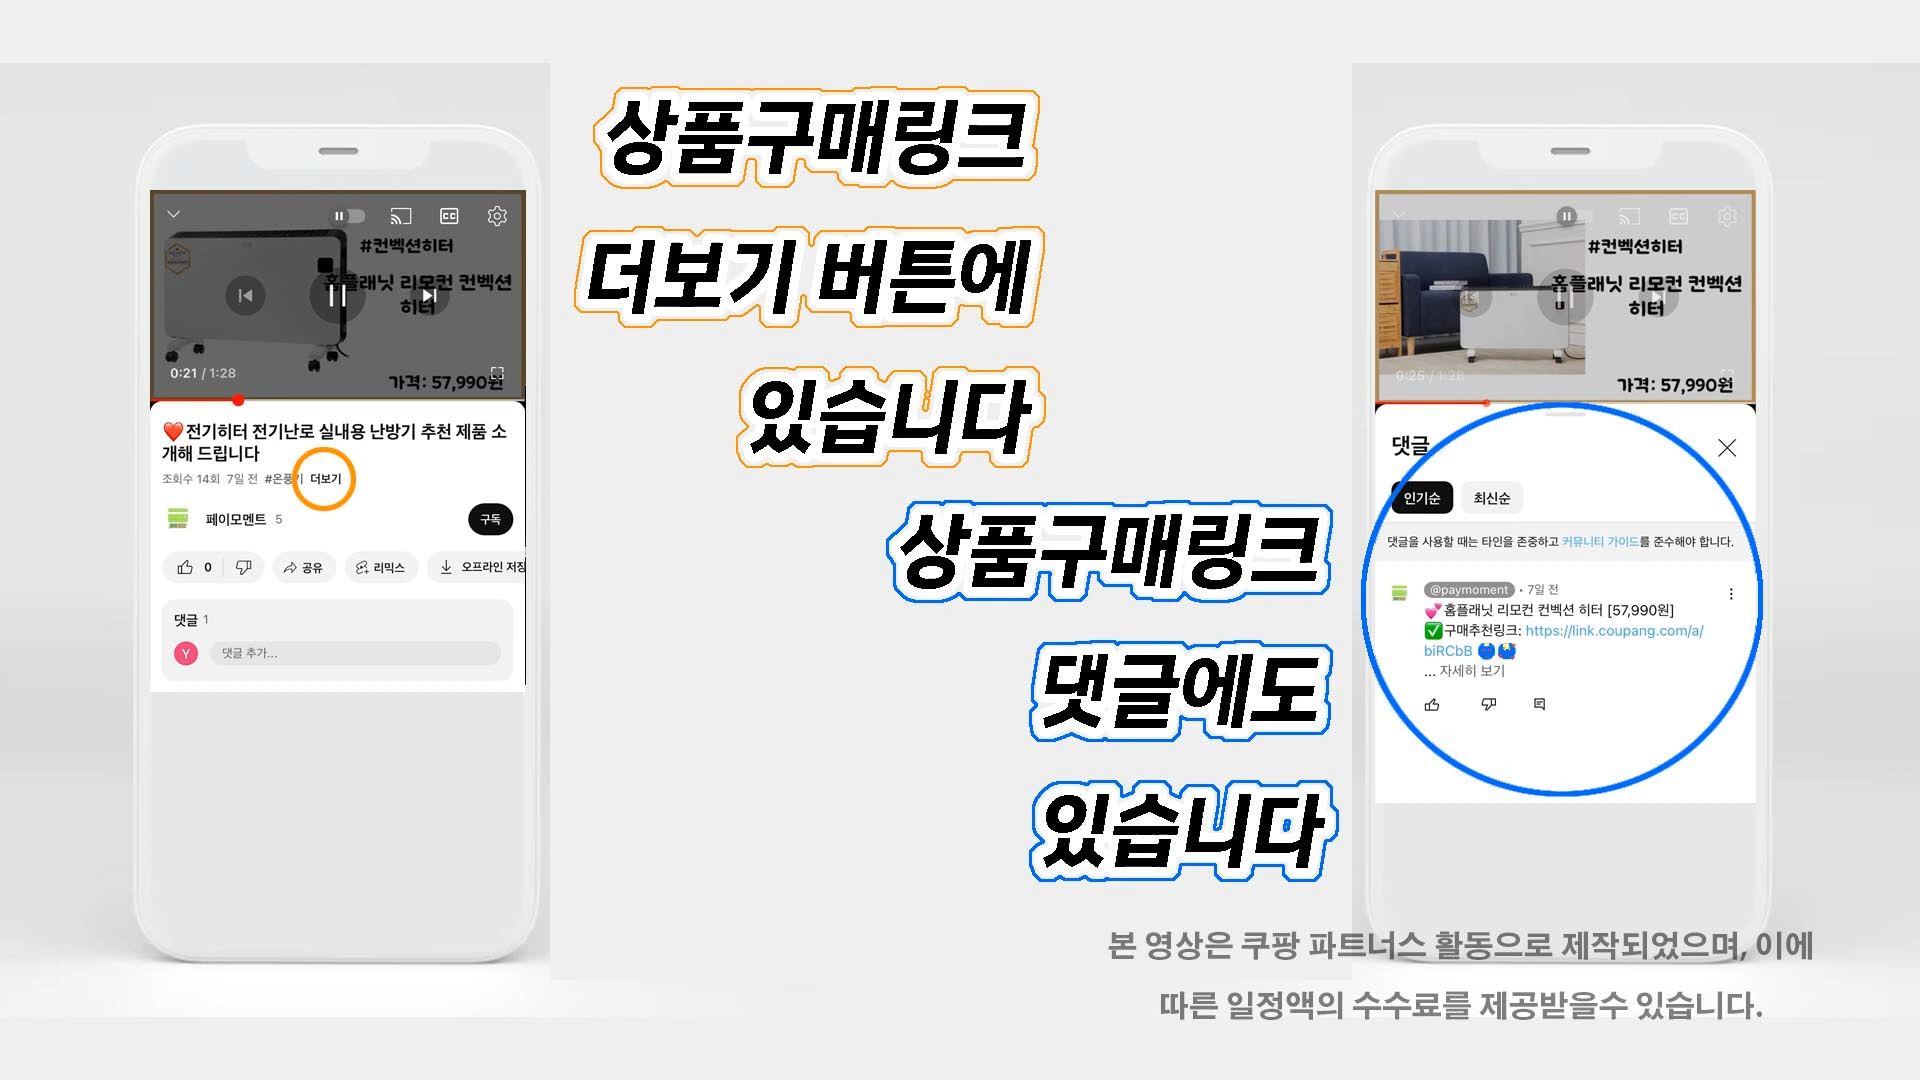 상품구매링크
더보기 버튼에
있습니다
상품구매링크
댓글에도
있습니다
#컨벡션히터
홈플래닛 리모컨 컨벡션
히터
0:21 / 1:28
가격: 57,990원
❤️전기히터 전기난로 실내용 난방기 추천 제품 소
개해 드립니다
조회수 14회 7일 전 #온풍기 더보기
페이모멘트 5
구독
0
공유
리믹스
오프라인 저장
댓글 1
Y
댓글 추가...
#컨벡션히터
홈플래닛 리모컨 컨벡션
히터
0:25 / 1:28
가격: 57,990원
댓글
인기순 최신순
댓글을 사용할 때는 타인을 존중하고 커뮤니티 가이드를 준수해야 합니다.
@paymoment • 7일 전
💕홈플래닛 리모컨 컨벡션 히터 [57,990원]
✅구매추천링크: https://link.coupang.com/a/
biRCbB
... 자세히 보기
본 영상은 쿠팡 파트너스 활동으로 제작되었으며, 이에
따른 일정액의 수수료를 제공받을수 있습니다.